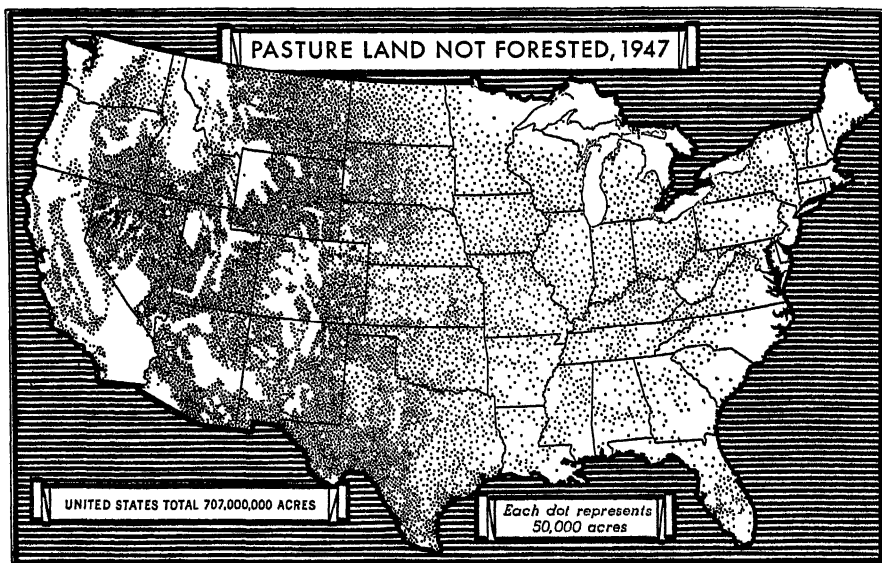 PASTURE LAND NOT FORESTED, 1947
UNITED STATES TOTAL 707,000,000 ACRES
Each dot represents
50,000 acres